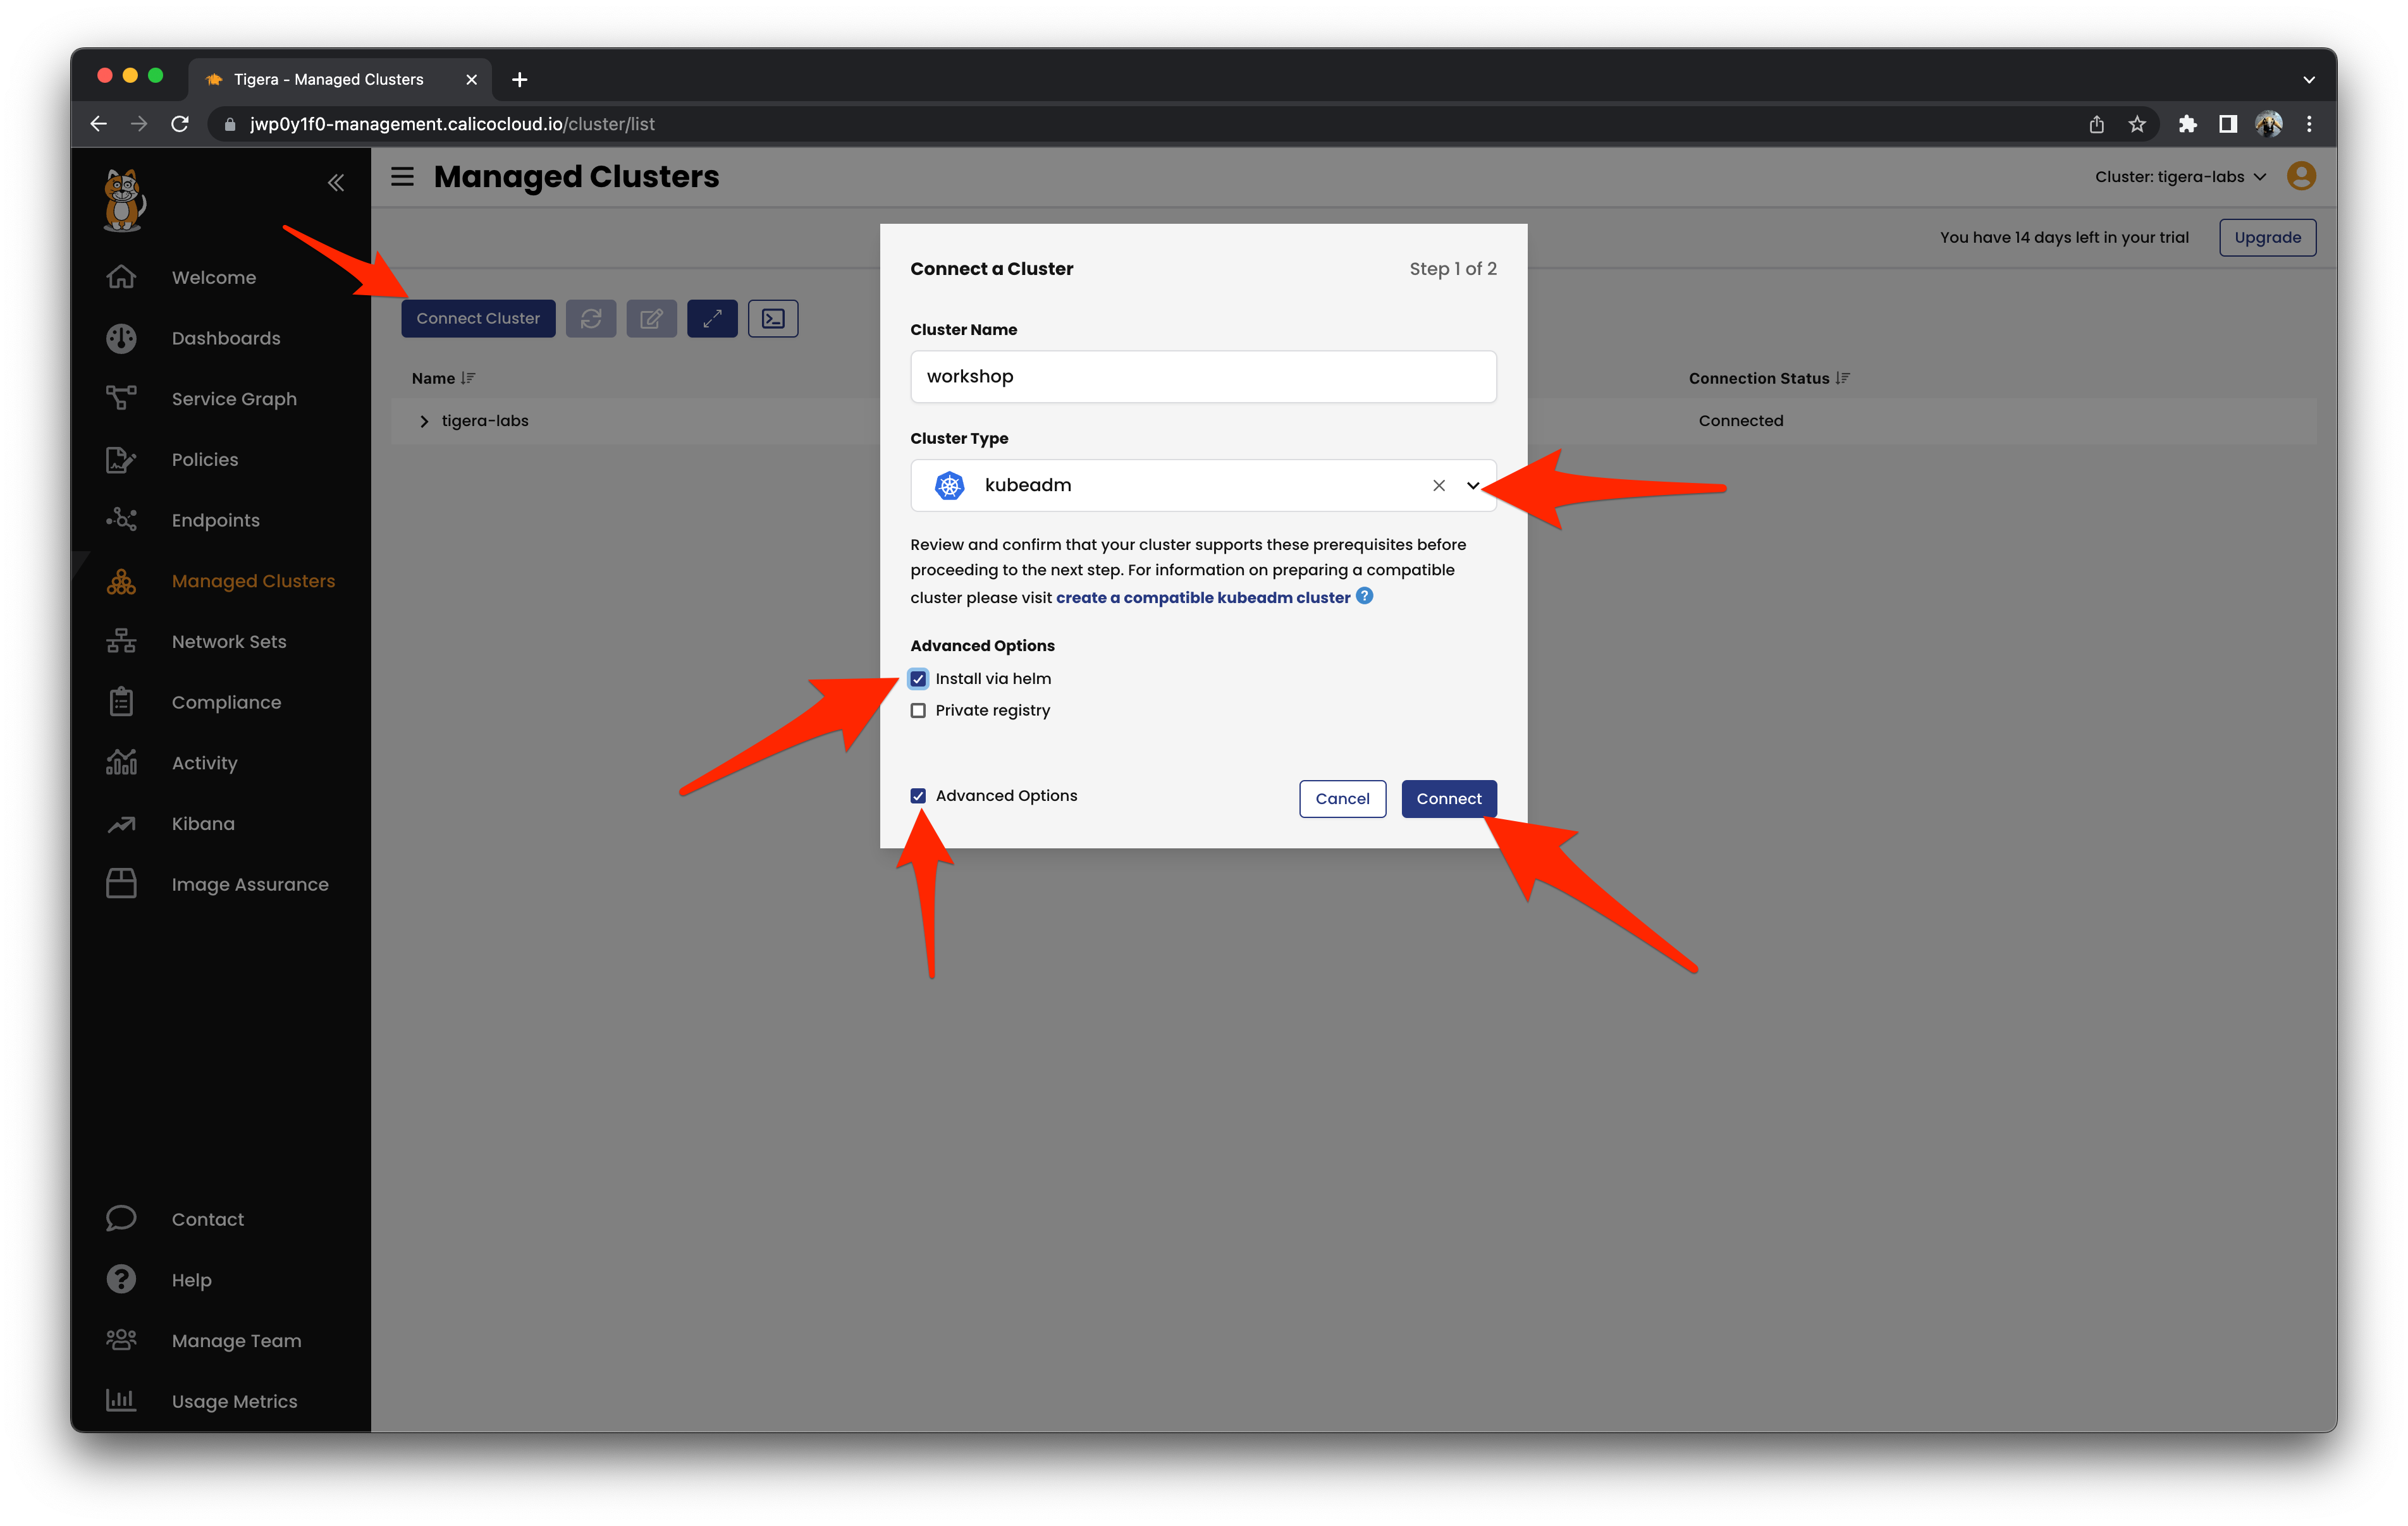 Tigera - Managed Clusters
jwp0y1f0-management.calicocloud.io/cluster/list
Managed Clusters
Cluster: tigera-labs
You have 14 days left in your trial
Upgrade
Welcome
Dashboards
Service Graph
Policies
Endpoints
Managed Clusters
Network Sets
Compliance
Activity
Kibana
Image Assurance
Contact
Help
Manage Team
Usage Metrics
Connect Cluster
Name
Connection Status
tigera-labs
Connected
Connect a Cluster
Step 1 of 2
Cluster Name
workshop
Cluster Type
kubeadm
Review and confirm that your cluster supports these prerequisites before
proceeding to the next step. For information on preparing a compatible
cluster please visit create a compatible kubeadm cluster ?
Advanced Options
Install via helm
Private registry
Advanced Options
Cancel
Connect